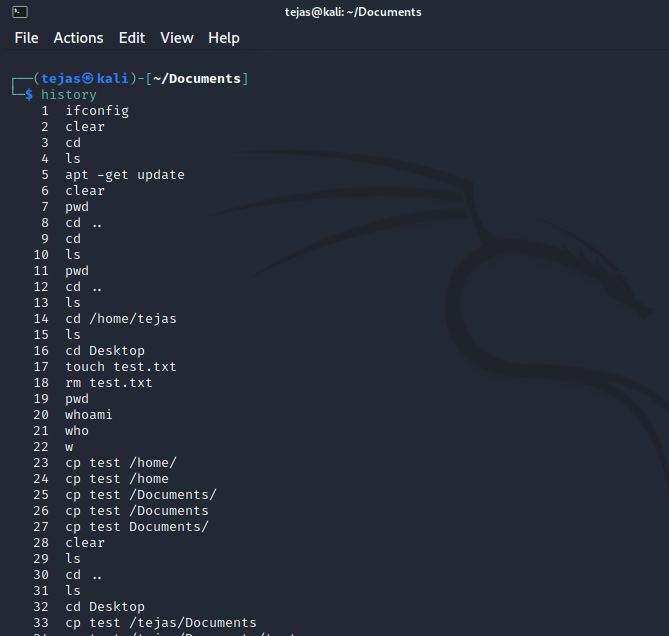 tejas@kali: ~/Documents
File Actions Edit View Help
┌──(tejas㉿kali)-[~/Documents]
└─$ history
1 ifconfig
2 clear
3 cd
4 ls
5 apt -get update
6 clear
7 pwd
8 cd ..
9 cd
10 ls
11 pwd
12 cd ..
13 ls
14 cd /home/tejas
15 ls
16 cd Desktop
17 touch test.txt
18 rm test.txt
19 pwd
20 whoami
21 who
22 w
23 cp test /home/
24 cp test /home
25 cp test /Documents/
26 cp test /Documents
27 cp test Documents/
28 clear
29 ls
30 cd ..
31 ls
32 cd Desktop
33 cp test /tejas/Documents